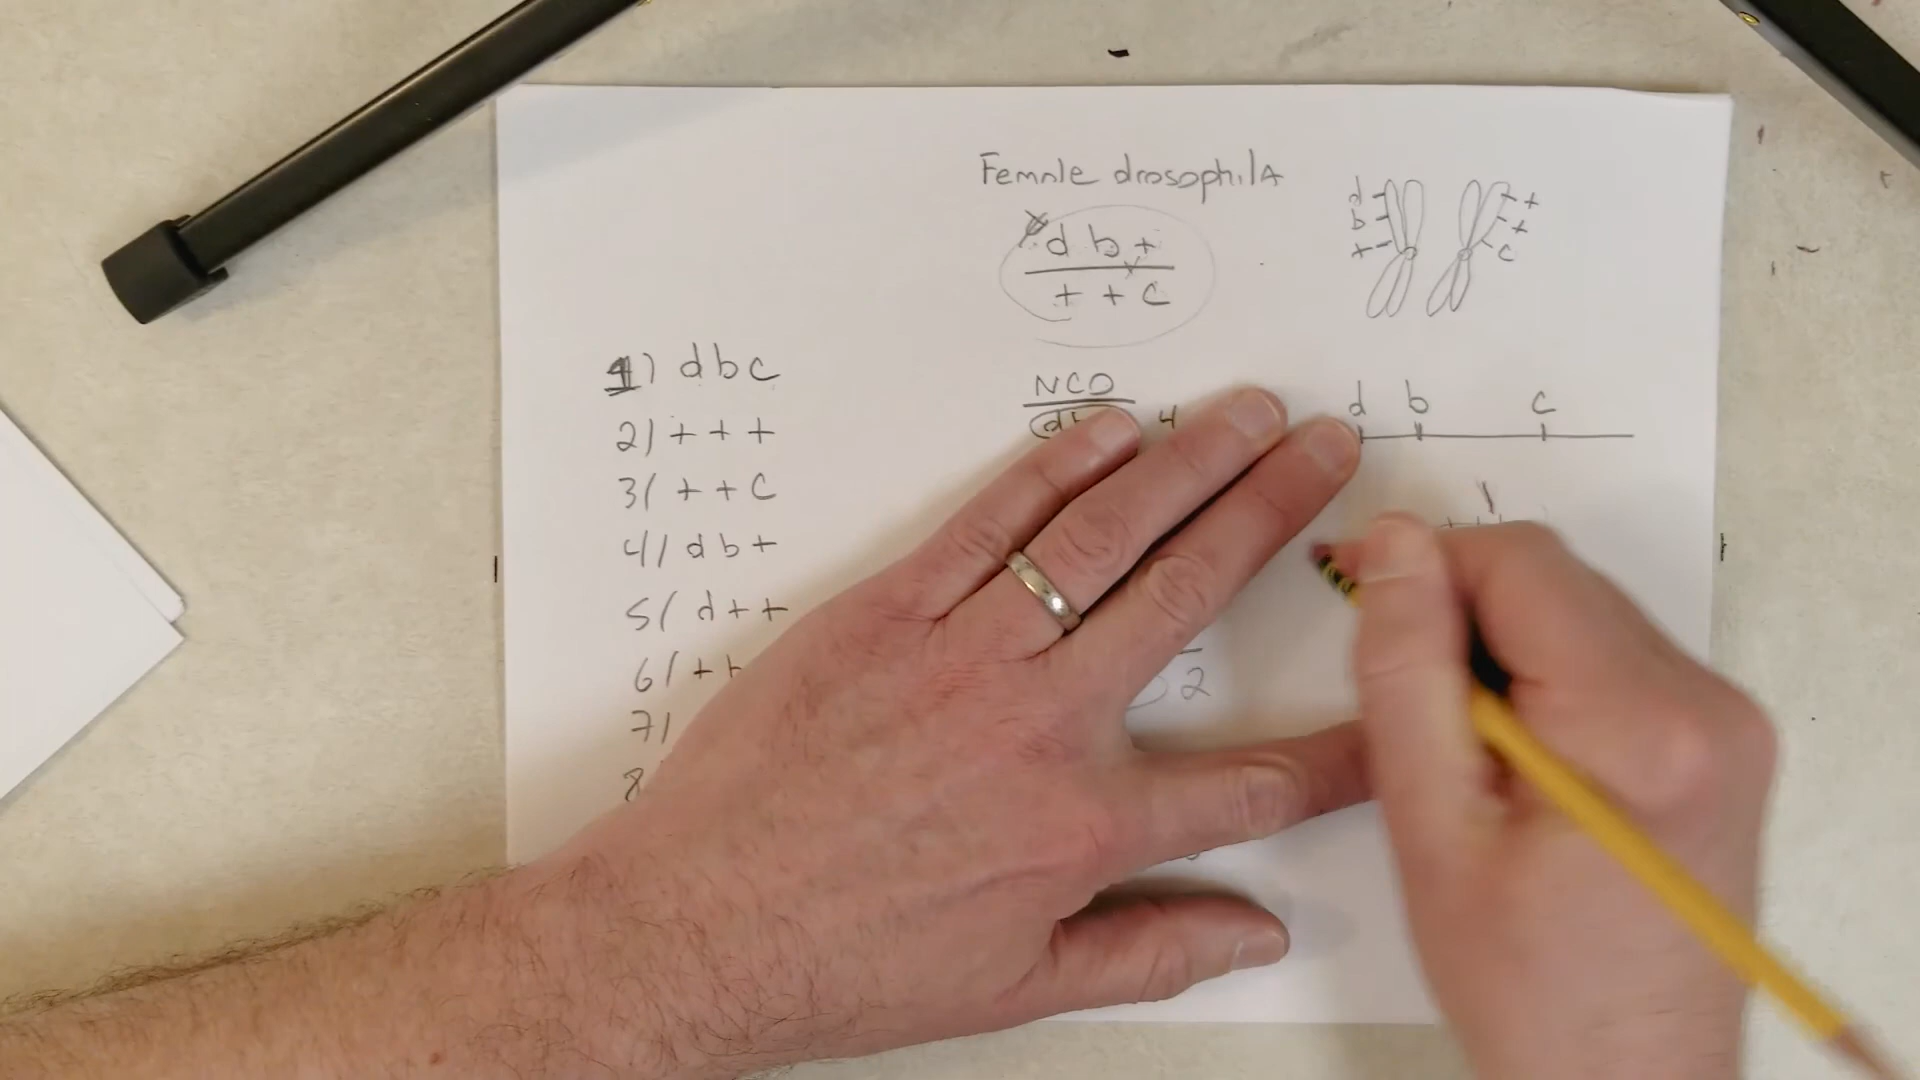 Female drosophila
d b +
+ + c
d + 
b + 
+ c
1) d b c
2) + + +
3) + + c
4) d b +
5) d + +
6) +
7)
8
NCO
d 4
d b c
2